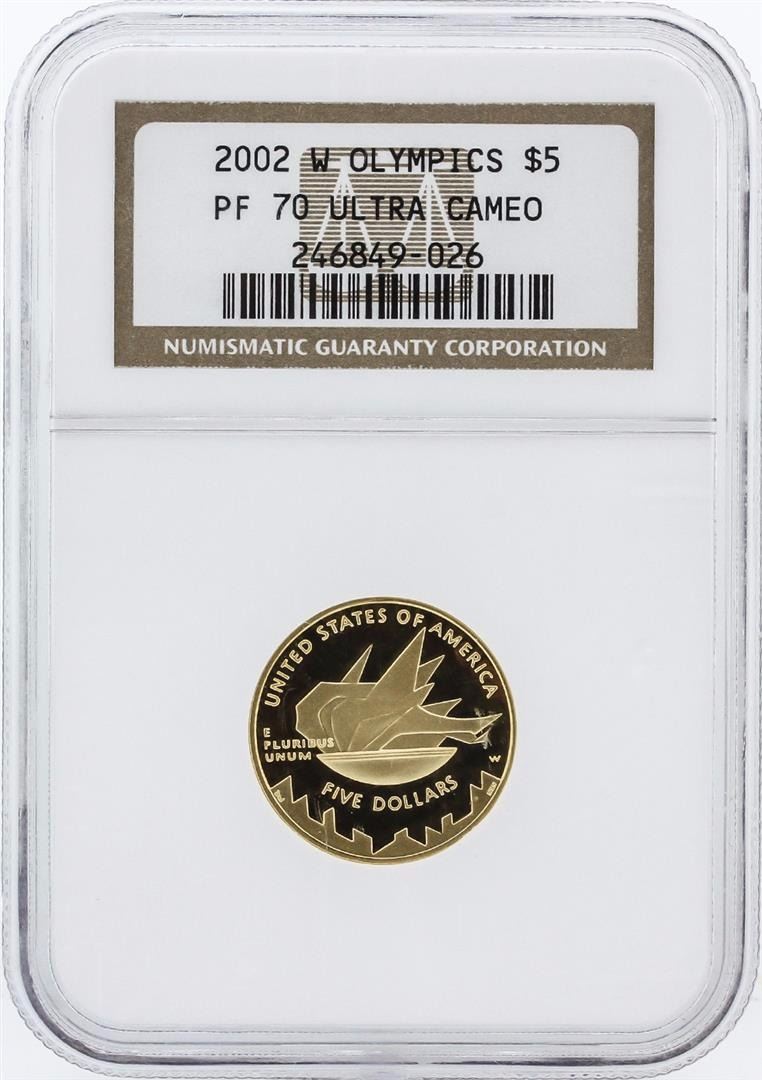 2002 W OLYMPICS $5
PF 70 ULTRA CAMEO
246849-026
NUMISMATIC GUARANTY CORPORATION
UNITED STATES OF AMERICA
E
PLURIBUS
UNUM
W
FIVE DOLLARS